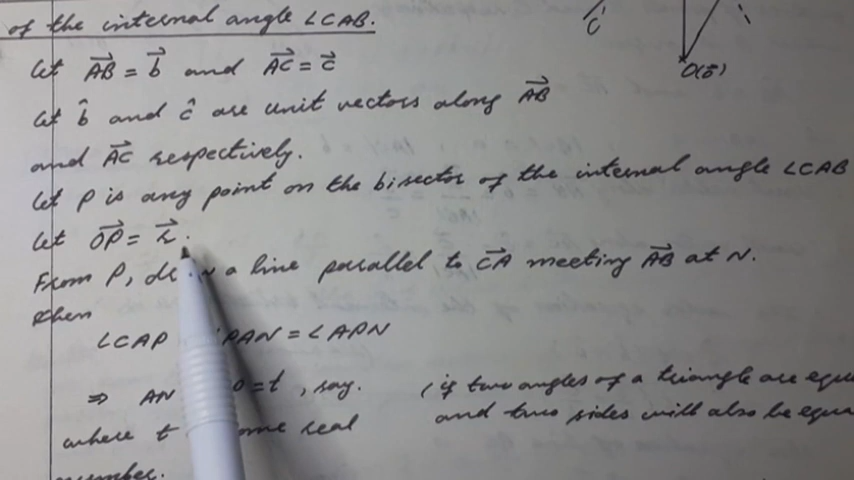 of the internal angle ∠CAB.
C
O(o⃗)
Let AB⃗ = b⃗ and AC⃗ = c⃗
Let b̂ and ĉ are unit vectors along AB⃗
and AC⃗ respectively.
Let P is any point on the bisector of the internal angle ∠CAB
Let OP⃗ = r⃗.
From P, a line parallel to CA⃗ meeting AB⃗ at N.
then
∠CAP PAN = ∠APN
⇒ AN = t, say. (if two angles of a triangle are
where t real and two sides will also be
number.